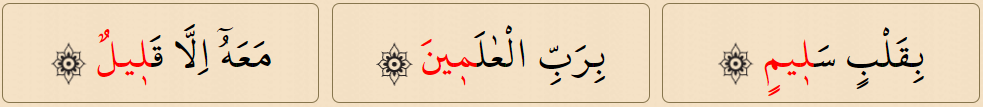 بِقَلْبٍ سَلٖيمٍ ۞
بِرَبِّ الْعٰلَمٖينَ ۞
مَعَهُٓ اِلَّا قَلٖيلٌ ۞